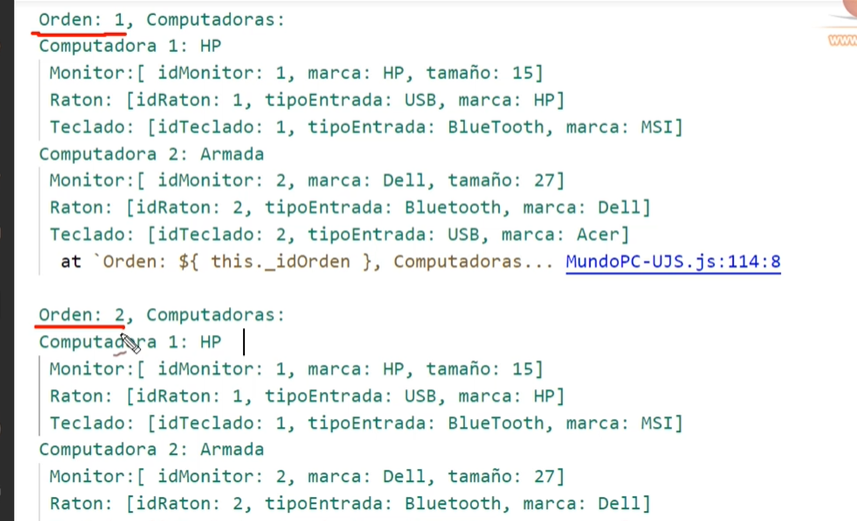 Orden: 1, Computadoras:
Computadora 1: HP
Monitor:[ idMonitor: 1, marca: HP, tamaño: 15]
Raton: [idRaton: 1, tipoEntrada: USB, marca: HP]
Teclado: [idTeclado: 1, tipoEntrada: BlueTooth, marca: MSI]
Computadora 2: Armada
Monitor:[ idMonitor: 2, marca: Dell, tamaño: 27]
Raton: [idRaton: 2, tipoEntrada: Bluetooth, marca: Dell]
Teclado: [idTeclado: 2, tipoEntrada: USB, marca: Acer]
at `Orden: ${ this._idOrden }, Computadoras... MundoPC-UJS.js:114:8
Orden: 2, Computadoras:
Computadora 1: HP
Monitor:[ idMonitor: 1, marca: HP, tamaño: 15]
Raton: [idRaton: 1, tipoEntrada: USB, marca: HP]
Teclado: [idTeclado: 1, tipoEntrada: BlueTooth, marca: MSI]
Computadora 2: Armada
Monitor:[ idMonitor: 2, marca: Dell, tamaño: 27]
Raton: [idRaton: 2, tipoEntrada: Bluetooth, marca: Dell]